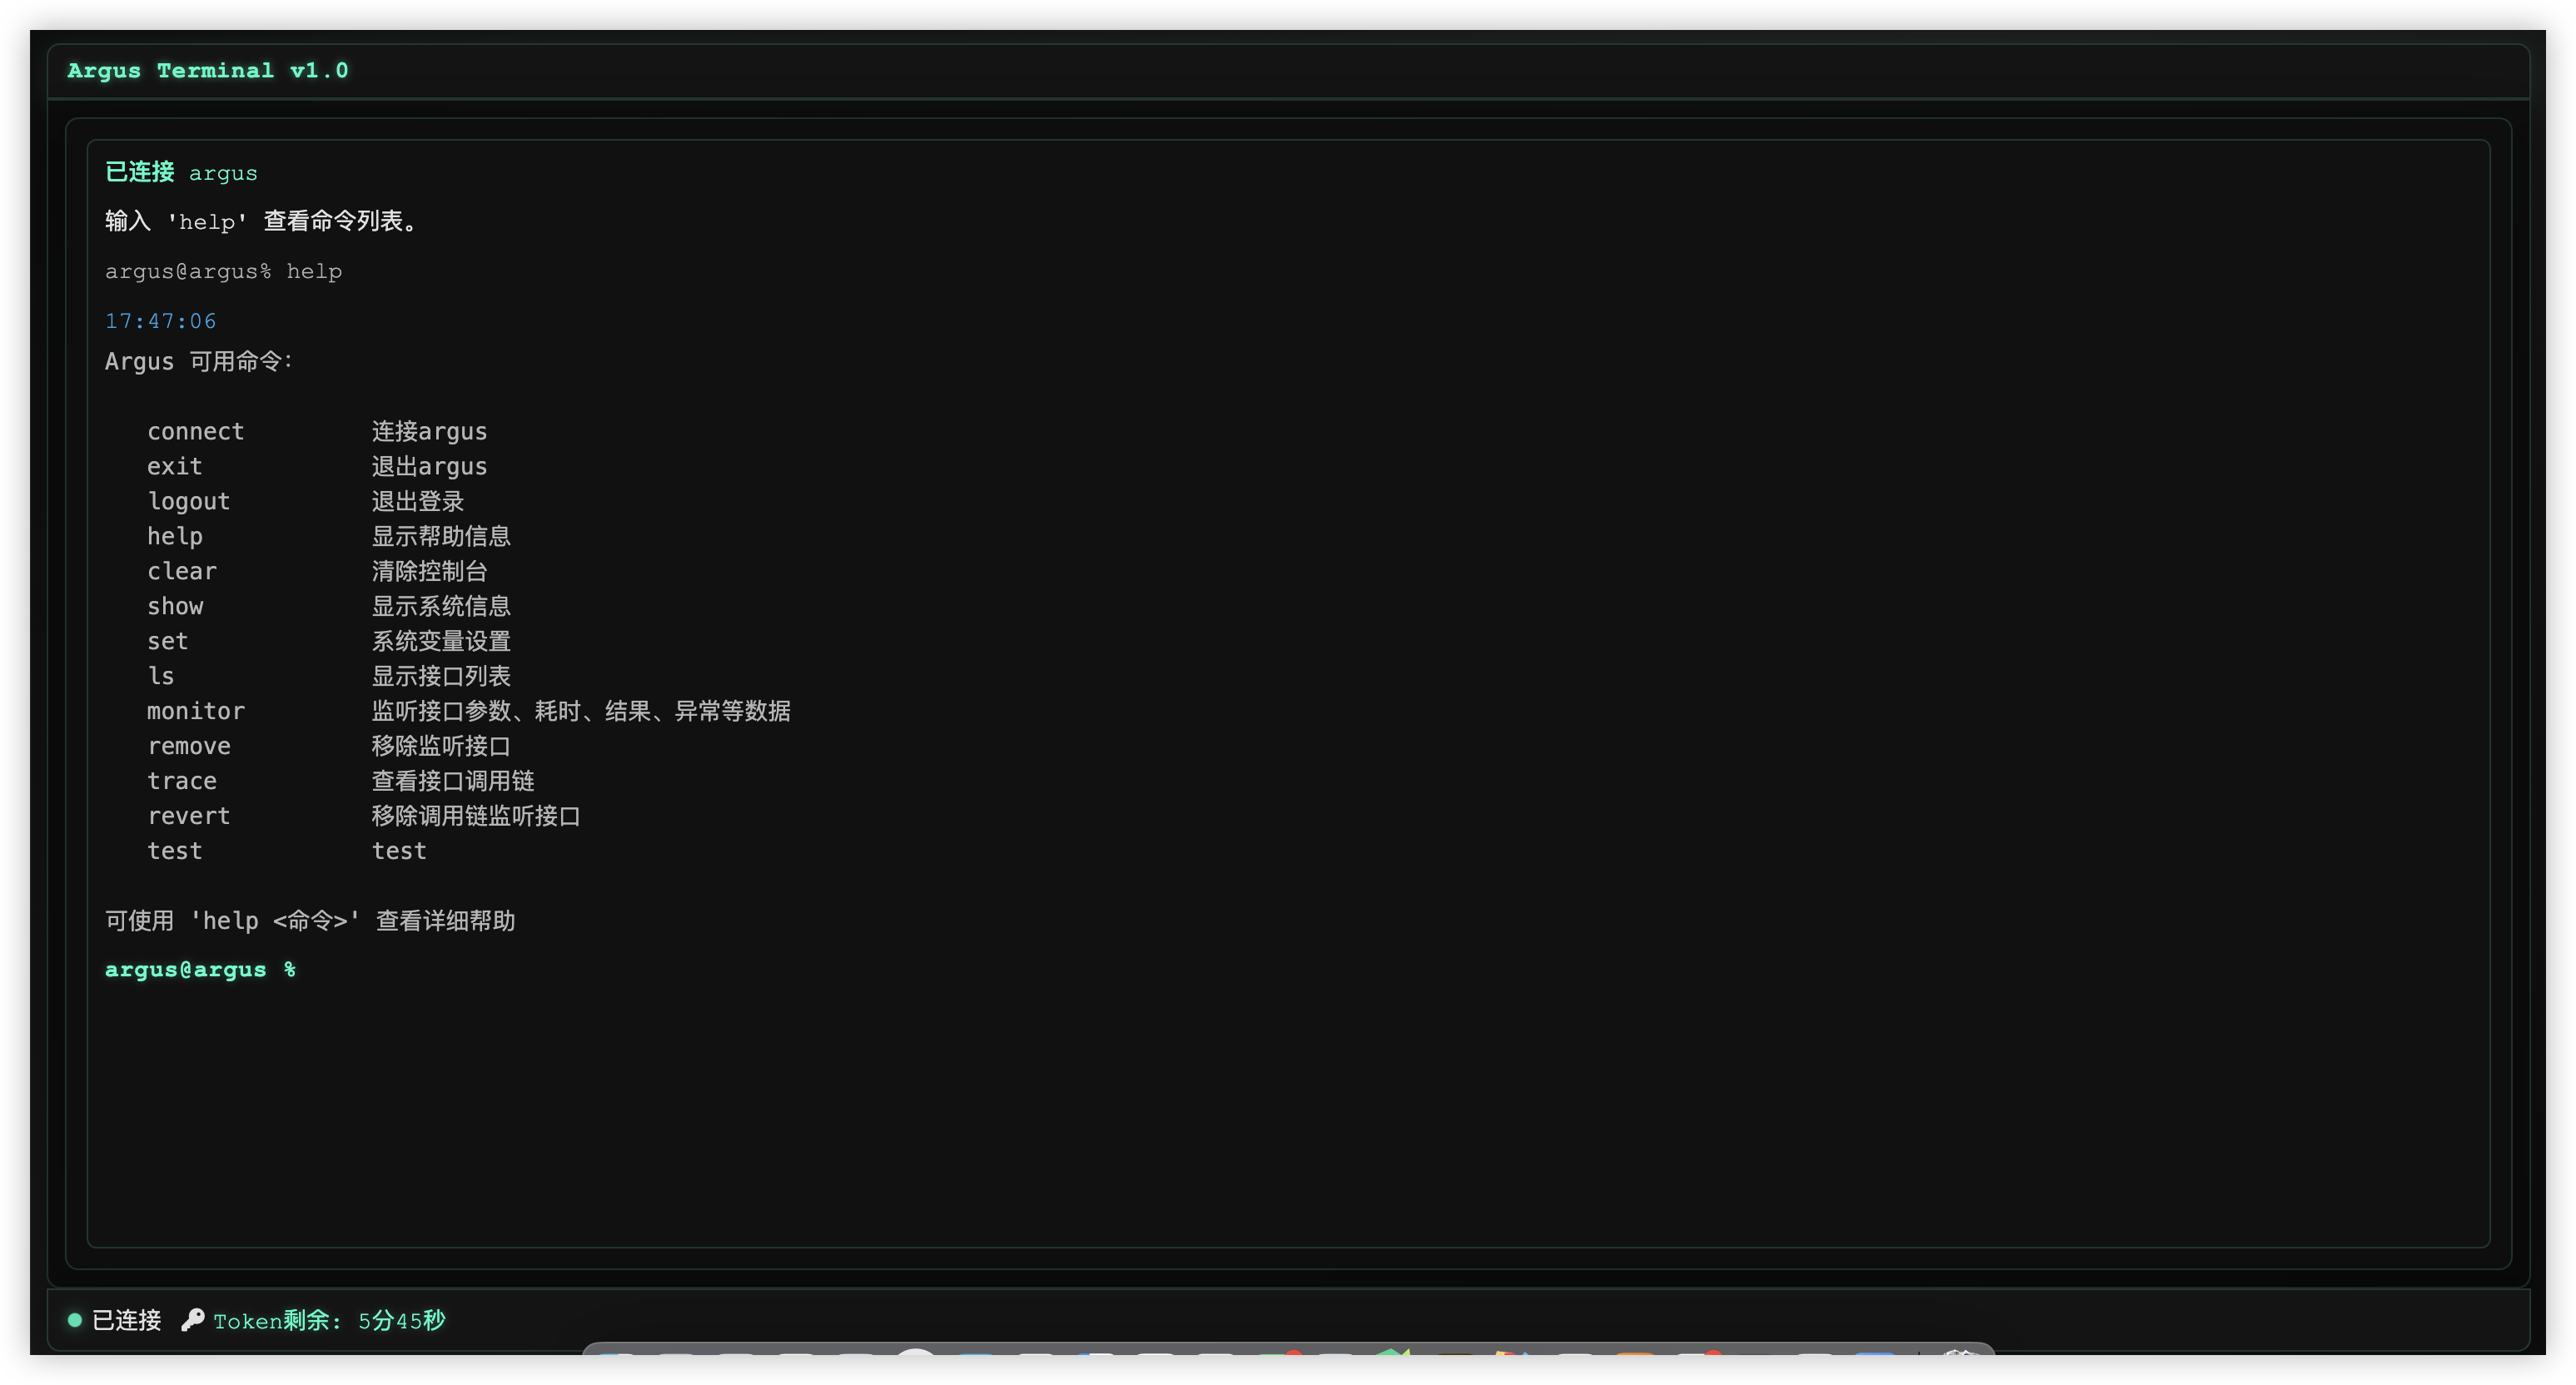 Argus Terminal v1.0
已连接 argus
输入 'help' 查看命令列表。
argus@argus% help
17:47:06
Argus 可用命令:
connect 连接argus
exit 退出argus
logout 退出登录
help 显示帮助信息
clear 清除控制台
show 显示系统信息
set 系统变量设置
ls 显示接口列表
monitor 监听接口参数、耗时、结果、异常等数据
remove 移除监听接口
trace 查看接口调用链
revert 移除调用链监听接口
test test
可使用 'help <命令>' 查看详细帮助
argus@argus %
已连接 Token剩余: 5分45秒